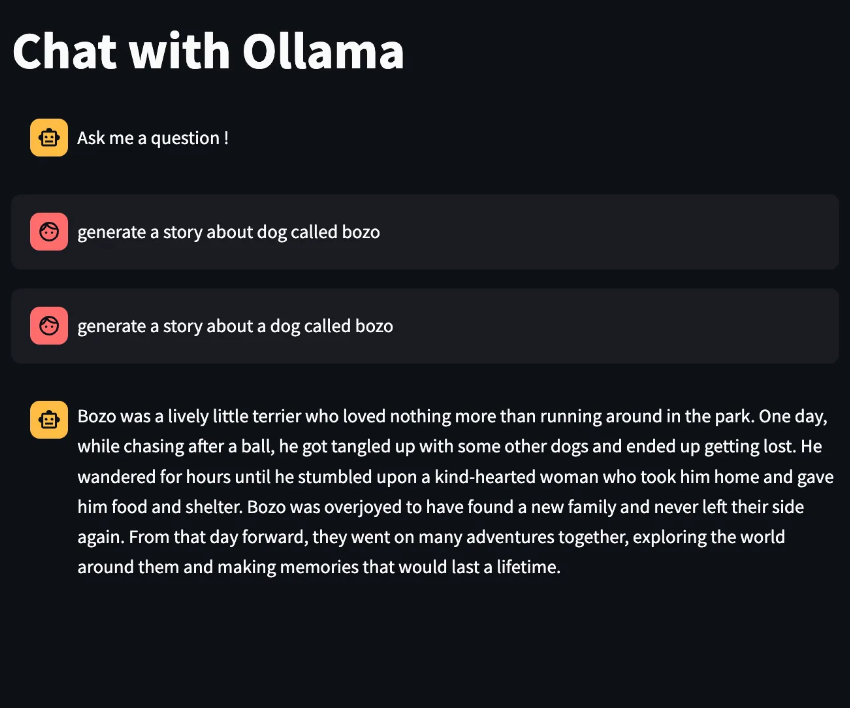 Chat with Ollama
Ask me a question !
generate a story about dog called bozo
generate a story about a dog called bozo
Bozo was a lively little terrier who loved nothing more than running around in the park. One day,
while chasing after a ball, he got tangled up with some other dogs and ended up getting lost. He
wandered for hours until he stumbled upon a kind-hearted woman who took him home and gave
him food and shelter. Bozo was overjoyed to have found a new family and never left their side
again. From that day forward, they went on many adventures together, exploring the world
around them and making memories that would last a lifetime.